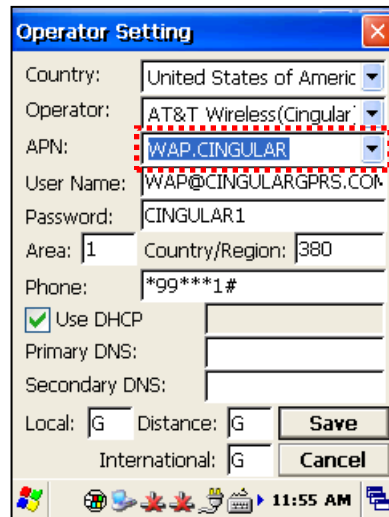 Operator Setting
Country: United States of Americ
Operator: AT&T Wireless(Cingular
APN: WAP.CINGULAR
User Name: WAP@CINGULARGPRS.COM
Password: CINGULAR1
Area: 1 Country/Region: 380
Phone: *99***1#
Use DHCP
Primary DNS:
Secondary DNS:
Local: G Distance: G Save
International: G Cancel
11:55 AM